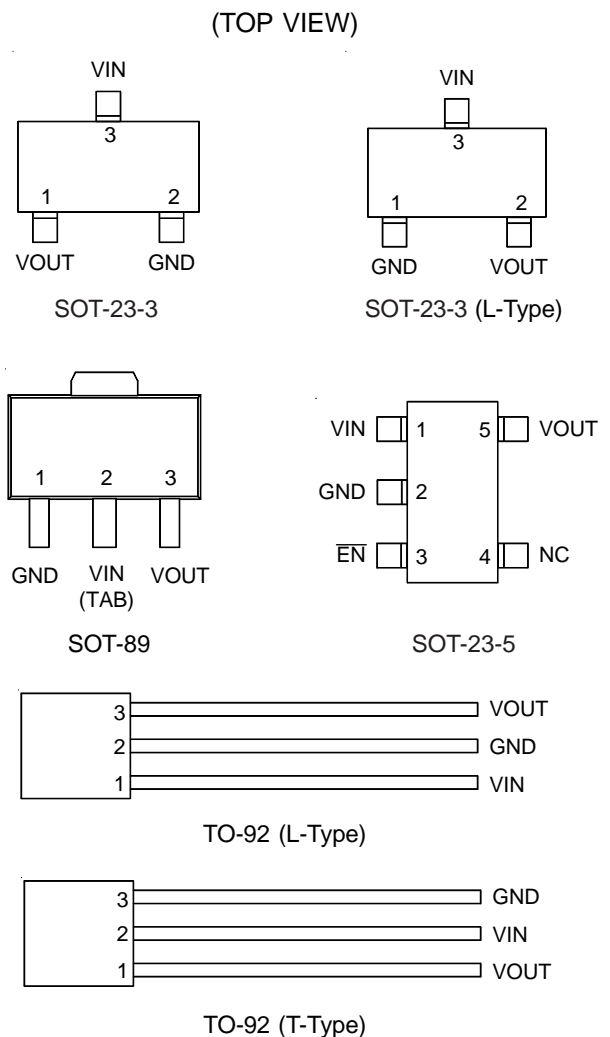 (TOP VIEW)
VIN
3
1 2
VOUT GND
SOT-23-3
VIN
3
1 2
GND VOUT
SOT-23-3 (L-Type)
1 2 3
GND VIN VOUT
(TAB)
SOT-89
VIN 1 5 VOUT
GND 2
EN 3 4 NC
SOT-23-5
3 VOUT
2 GND
1 VIN
TO-92 (L-Type)
3 GND
2 VIN
1 VOUT
TO-92 (T-Type)